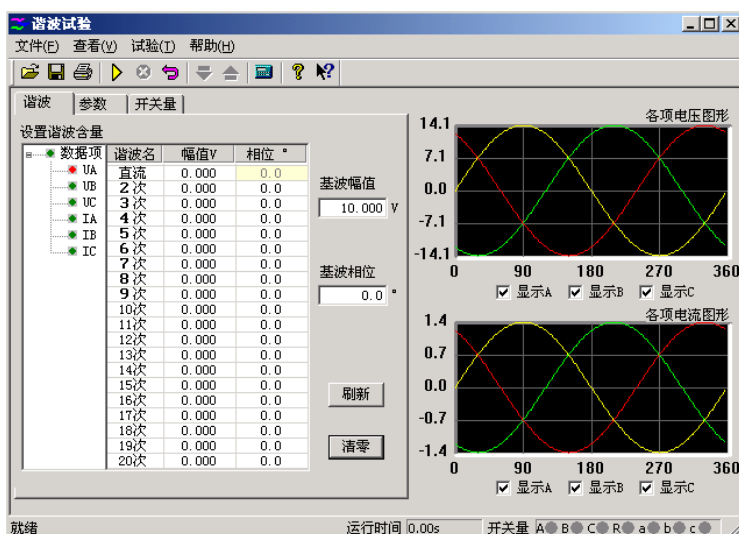 谐波试验
文件(F) 查看(V) 试验(T) 帮助(H)
谐波 参数 开关量
设置谐波含量
数据项
UA
UB
UC
IA
IB
IC
谐波名 幅值V 相位 °
直流 0.000 0.0
2次 0.000 0.0
3次 0.000 0.0
4次 0.000 0.0
5次 0.000 0.0
6次 0.000 0.0
7次 0.000 0.0
8次 0.000 0.0
9次 0.000 0.0
10次 0.000 0.0
11次 0.000 0.0
12次 0.000 0.0
13次 0.000 0.0
14次 0.000 0.0
15次 0.000 0.0
16次 0.000 0.0
17次 0.000 0.0
18次 0.000 0.0
19次 0.000 0.0
20次 0.000 0.0
基波幅值
10.000 V
基波相位
0.0 °
刷新
清零
各项电压图形
14.1
7.1
0.0
-7.1
-14.1
0 90 180 270 360
显示A 显示B 显示C
各项电流图形
1.4
0.7
0.0
-0.7
-1.4
0 90 180 270 360
显示A 显示B 显示C
就绪 运行时间 0.00s 开关量 A B C R a b c